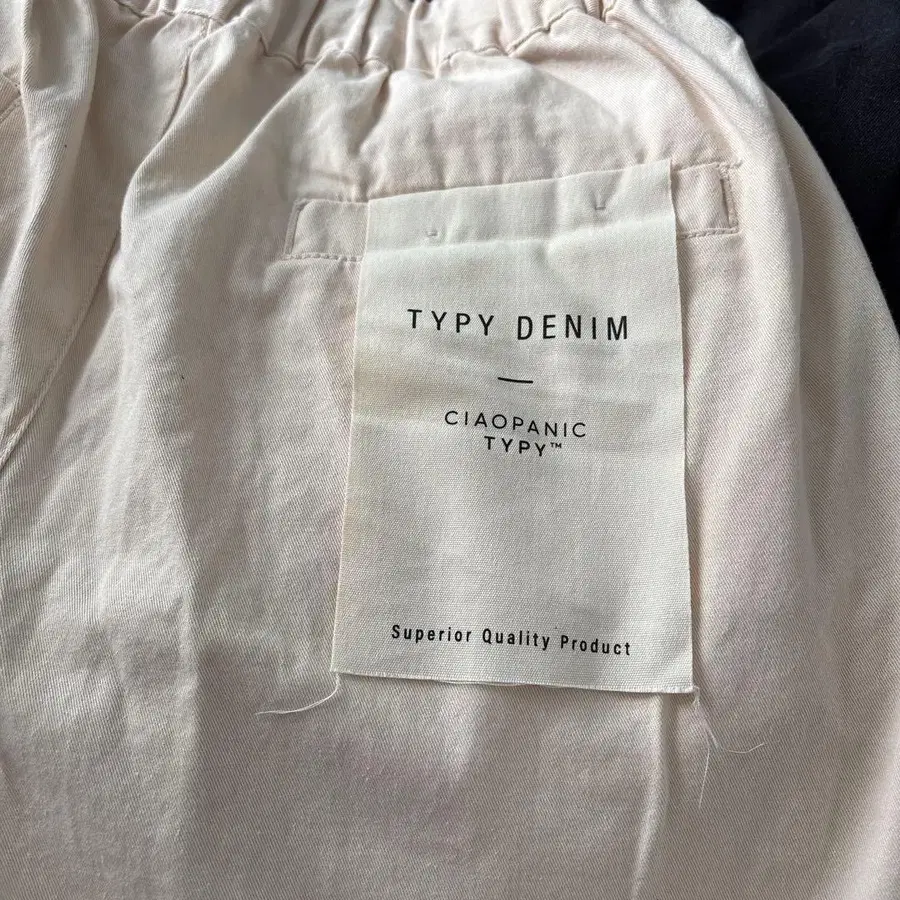 TYPY DENIM
CIAOPANIC
TYPY™
Superior Quality Product